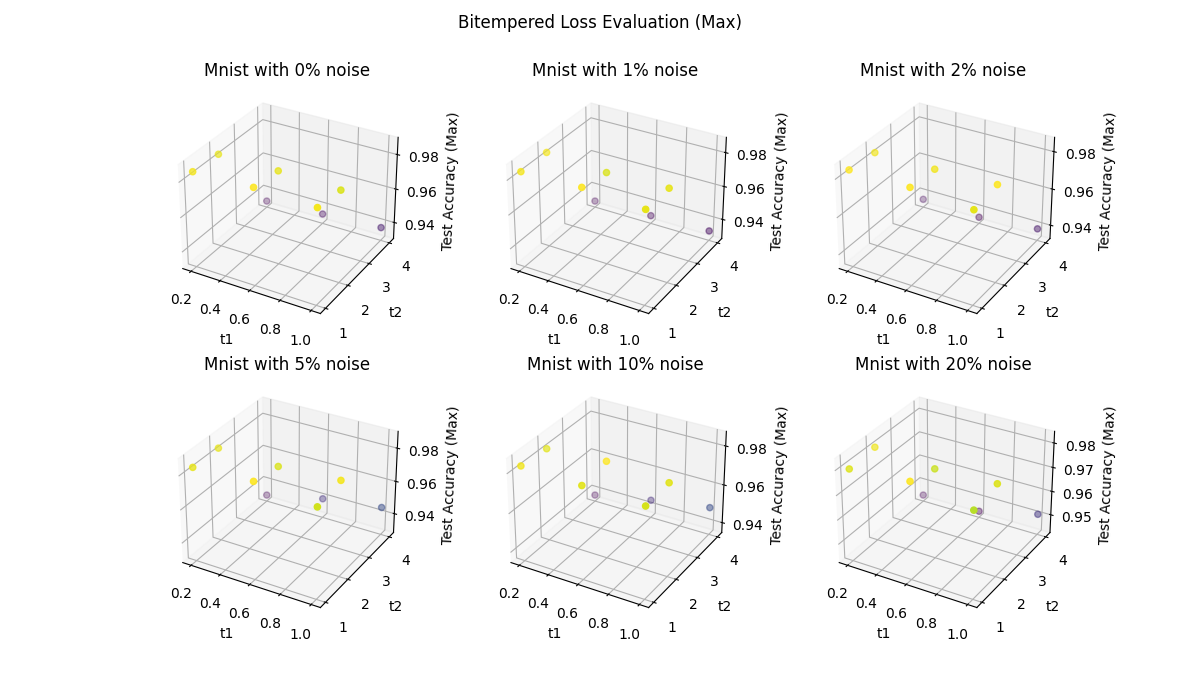 Bitempered Loss Evaluation (Max)
Mnist with 0% noise
0.98
0.96
0.94
Test Accuracy (Max)
0.2
0.4
0.6
0.8
1.0
t1
1
2
3
4
t2
Mnist with 1% noise
0.98
0.96
0.94
Test Accuracy (Max)
0.2
0.4
0.6
0.8
1.0
t1
1
2
3
4
t2
Mnist with 2% noise
0.98
0.96
0.94
Test Accuracy (Max)
0.2
0.4
0.6
0.8
1.0
t1
1
2
3
4
t2
Mnist with 5% noise
0.98
0.96
0.94
Test Accuracy (Max)
0.2
0.4
0.6
0.8
1.0
t1
1
2
3
4
t2
Mnist with 10% noise
0.98
0.96
0.94
Test Accuracy (Max)
0.2
0.4
0.6
0.8
1.0
t1
1
2
3
4
t2
Mnist with 20% noise
0.98
0.97
0.96
0.95
Test Accuracy (Max)
0.2
0.4
0.6
0.8
1.0
t1
1
2
3
4
t2